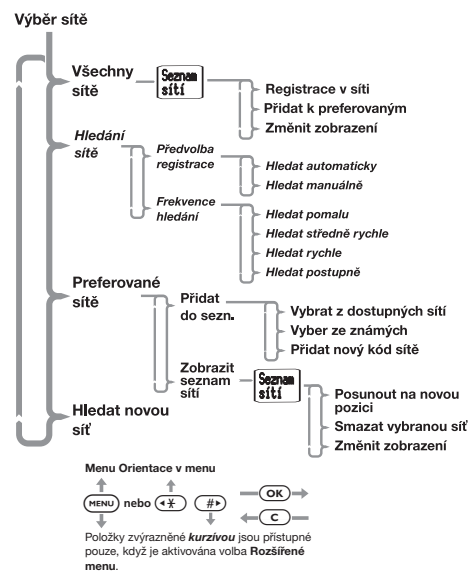 Výběr sítě
Všechny
sítě
Seznam
sítí
Registrace v síti
Přidat k preferovaným
Změnit zobrazení
Hledání
sítě
Předvolba
registrace
Hledat automaticky
Hledat manuálně
Frekvence
hledání
Hledat pomalu
Hledat středně rychle
Hledat rychle
Hledat postupně
Preferované
sítě
Přidat
do sezn.
Vybrat z dostupných sítí
Vyber ze známých
Přidat nový kód sítě
Zobrazit
seznam
sítí
Seznam
sítí
Posunout na novou
pozici
Smazat vybranou síť
Změnit zobrazení
Hledat novou
síť
Menu Orientace v menu
MENU nebo * # OK
C
Položky zvýrazněné kurzívou jsou přístupné
pouze, když je aktivována volba Rozšířené
menu.